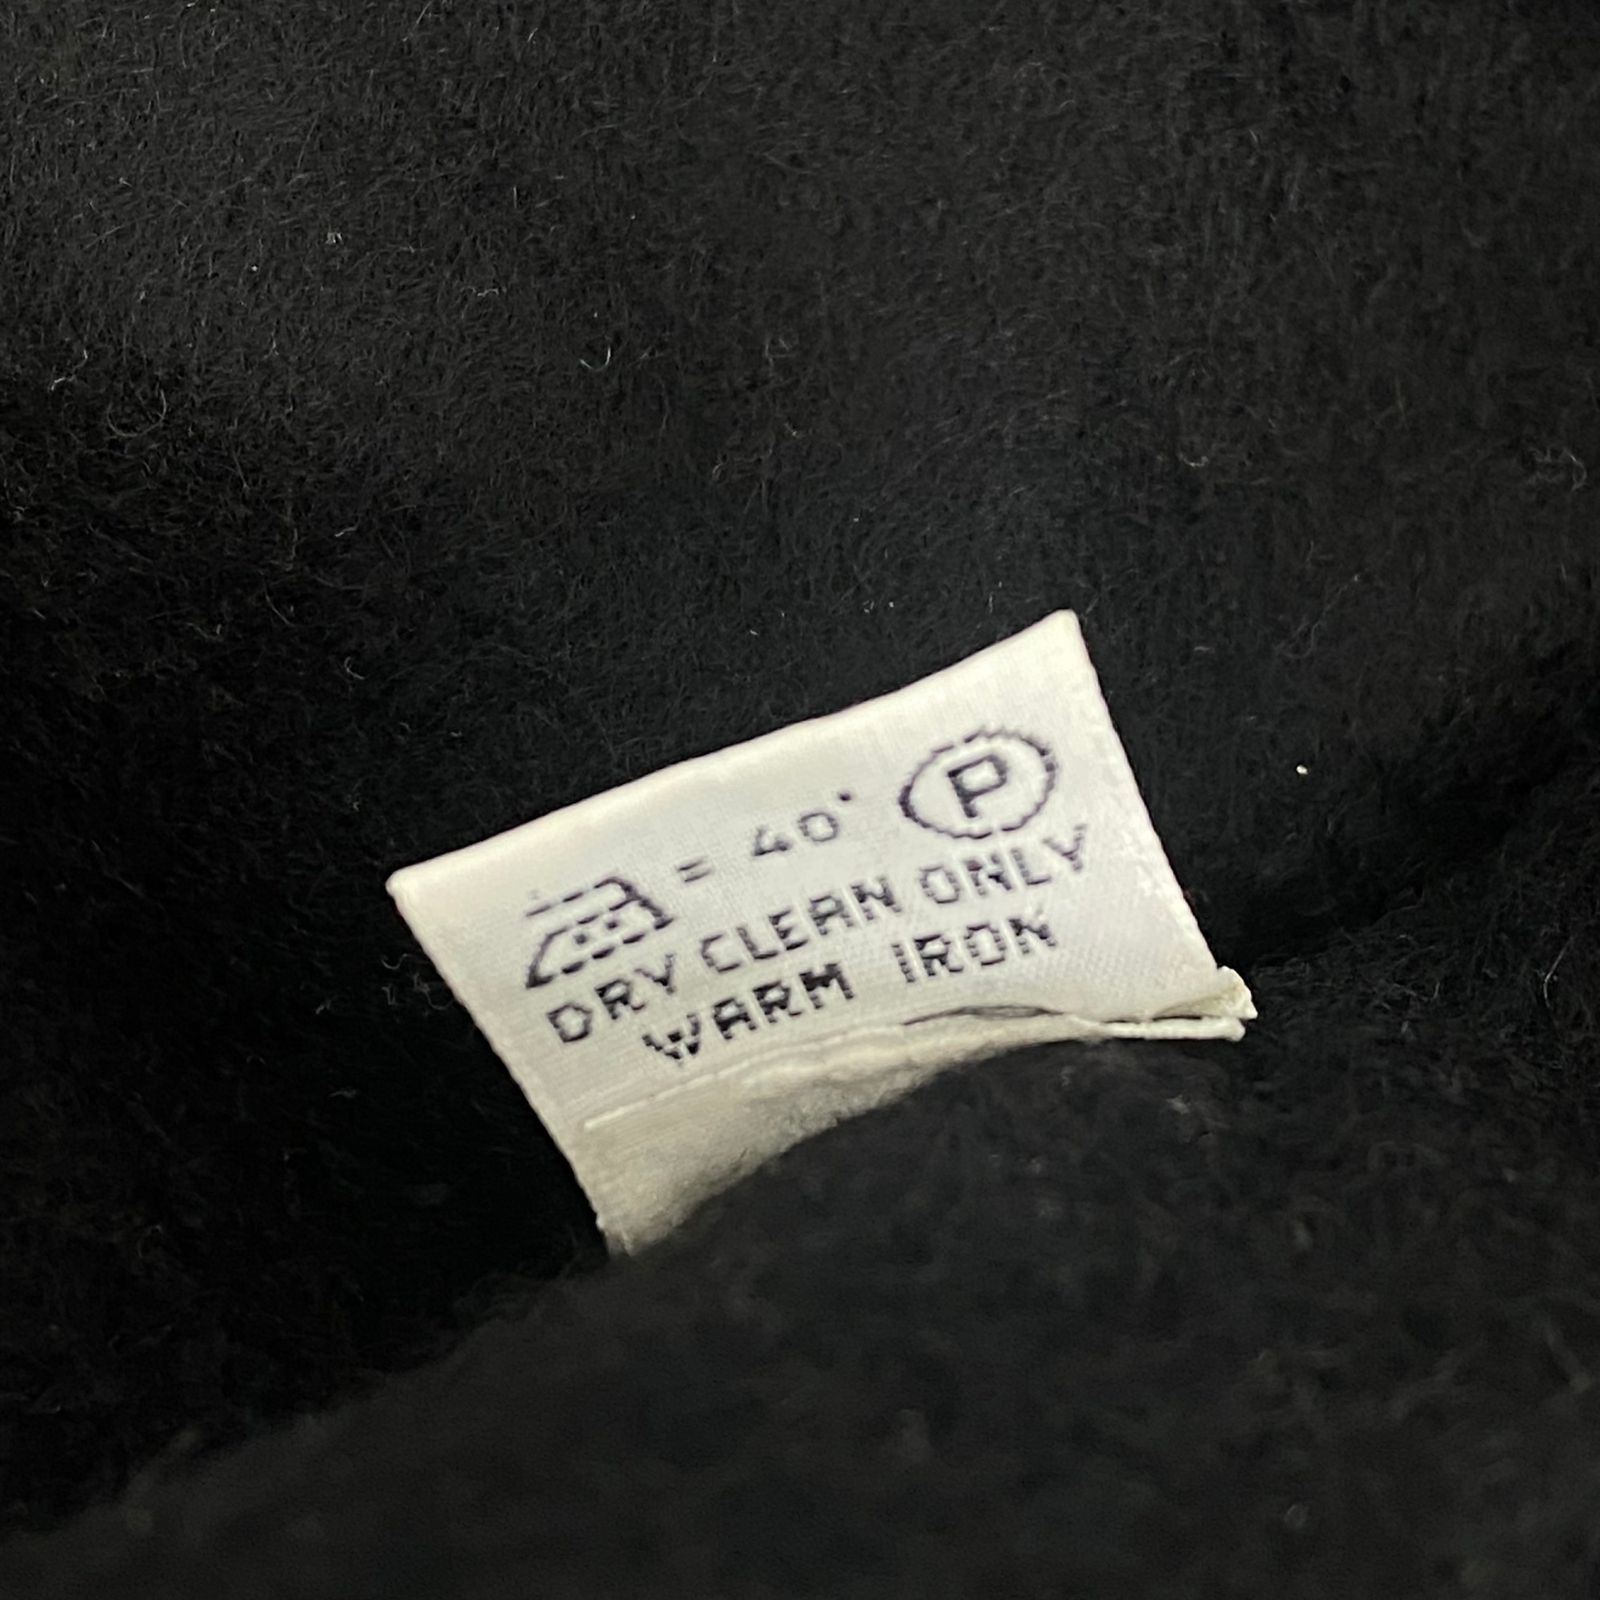 = 40° P
DRY CLEAN ONLY
WARM IRON